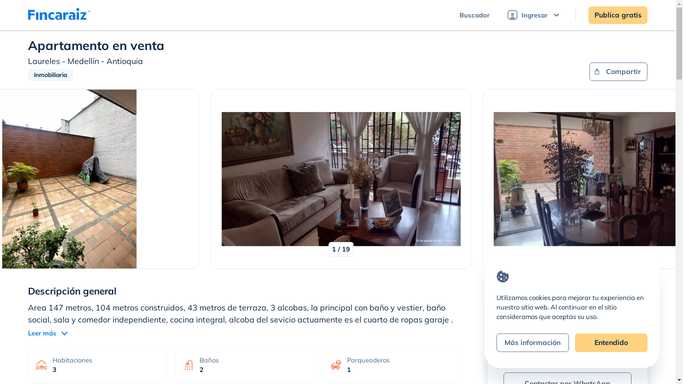 Fincaraiz
Buscador
Ingresar
Publica gratis
Apartamento en venta
Laureles - Medellín - Antioquia
Inmobiliaria
Compartir
1 / 19
Descripción general
Area 147 metros, 104 metros construidos, 43 metros de terraza, 3 alcobas, la principal con baño y vestier, baño
social, sala y comedor independiente, cocina integral, alcoba del sevicio actuamente es el cuarto de ropas garaje .
Leer más
Habitaciones
3
Baños
2
Parqueaderos
1
Utilizamos cookies para mejorar tu experiencia en
nuestro sitio web. Al continuar en el sitio
consideramos que aceptas su uso.
Más información
Entendido
Contactar por WhatsApp